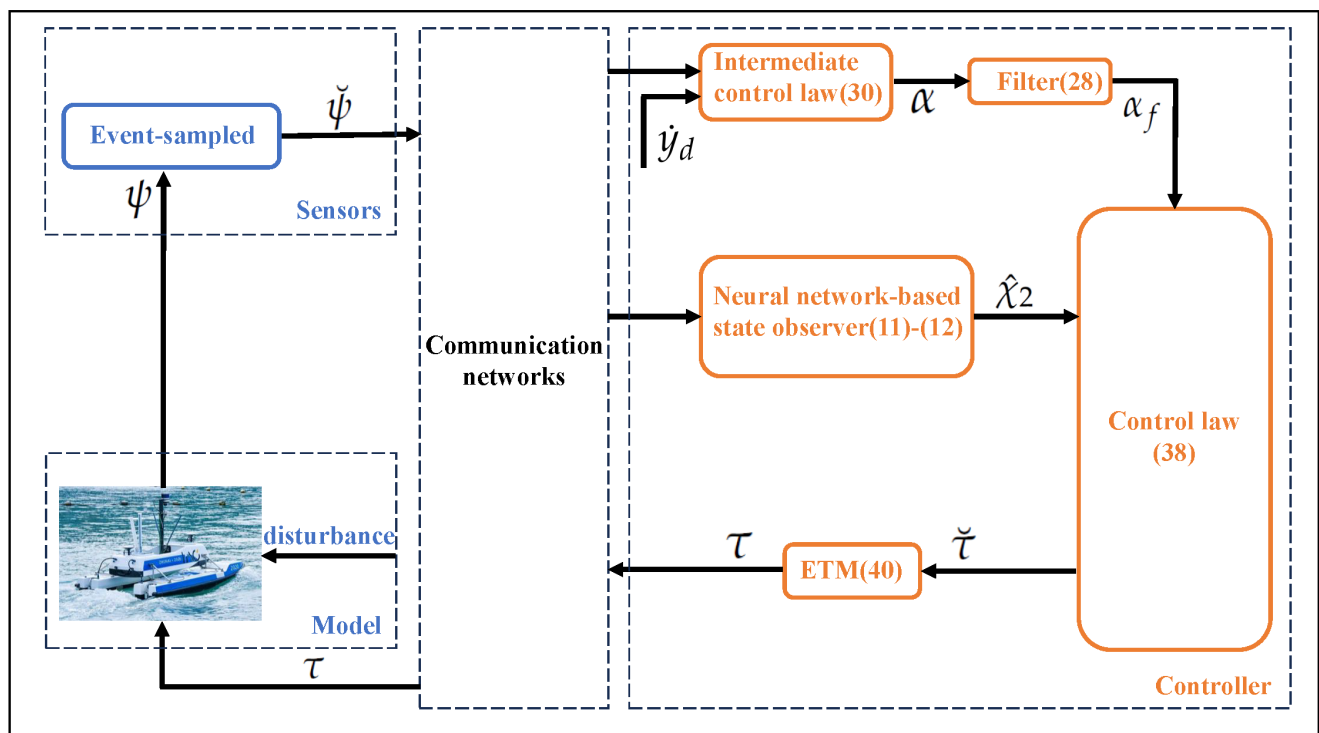 Event-sampled
ψ̆
ψ
Sensors
disturbance
Model
τ
Communication
networks
Intermediate
control law(30)
ẏ_d
α
Filter(28)
α_f
Neural network-based
state observer(11)-(12)
χ̂2
Control law
(38)
τ̆
ETM(40)
τ
Controller